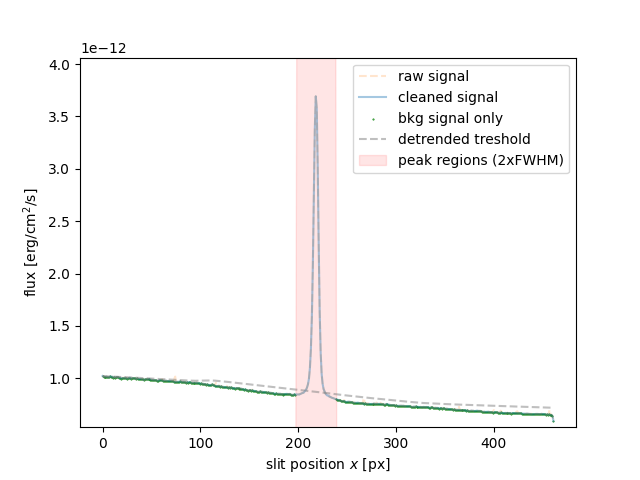 1e−12
4.0
3.5
3.0
2.5
2.0
1.5
1.0
flux [erg/cm²/s]
raw signal
cleaned signal
bkg signal only
detrended treshold
peak regions (2xFWHM)
0 100 200 300 400
slit position x [px]